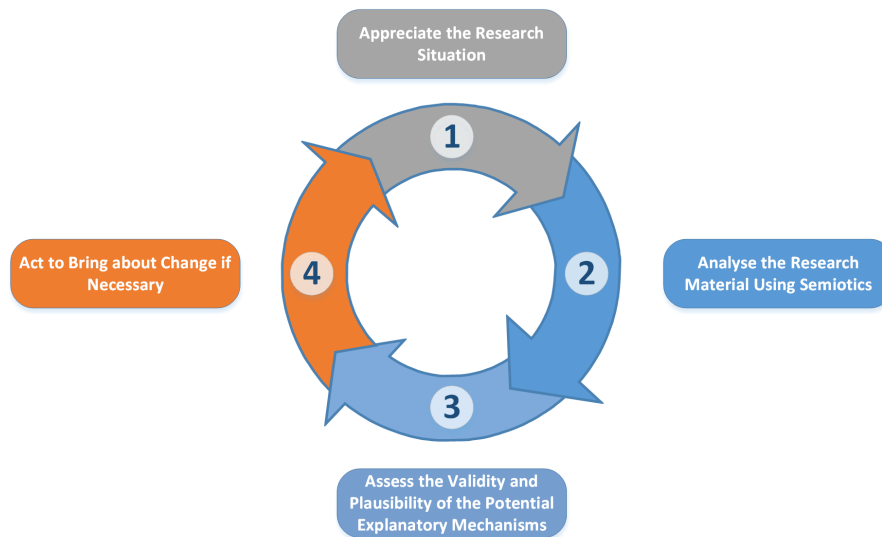 Appreciate the Research
Situation
1
2
Analyse the Research
Material Using Semiotics
3
Assess the Validity and
Plausibility of the Potential
Explanatory Mechanisms
4
Act to Bring about Change if
Necessary